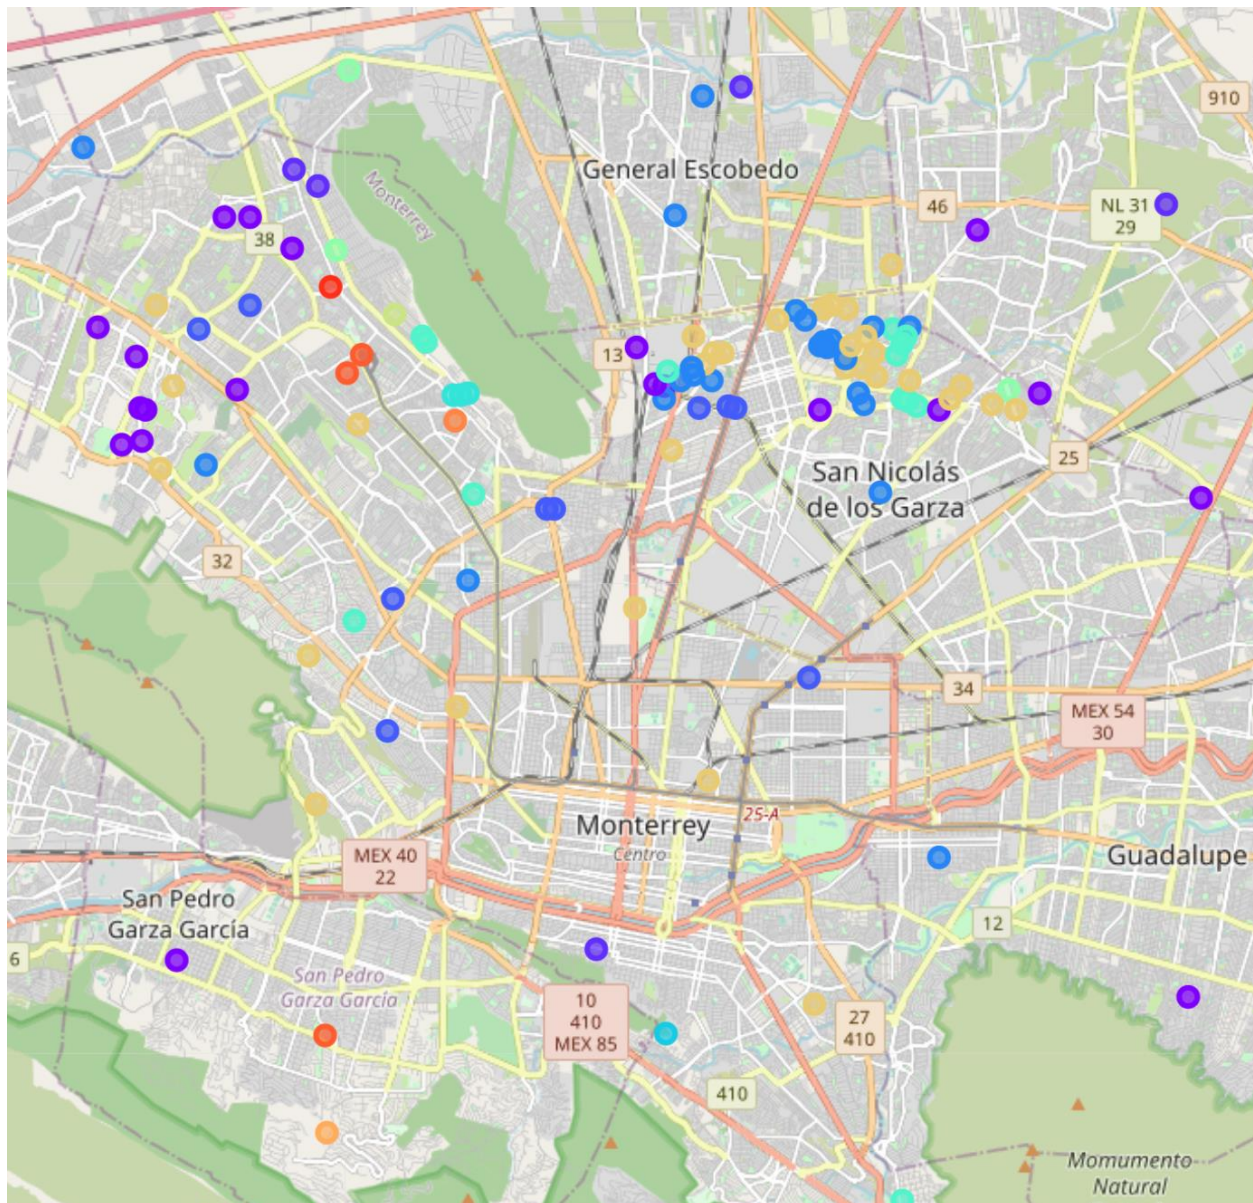 910
General Escobedo
Monterrey
46
NL 31
29
38
13
25
San Nicolás
de los Garza
32
34
MEX 54
30
25-A
Monterrey
Centro
MEX 40
22
Guadalupe
San Pedro
Garza García
12
6
San Pedro
Garza García
10
410
MEX 85
27
410
410
Momumento
Natural